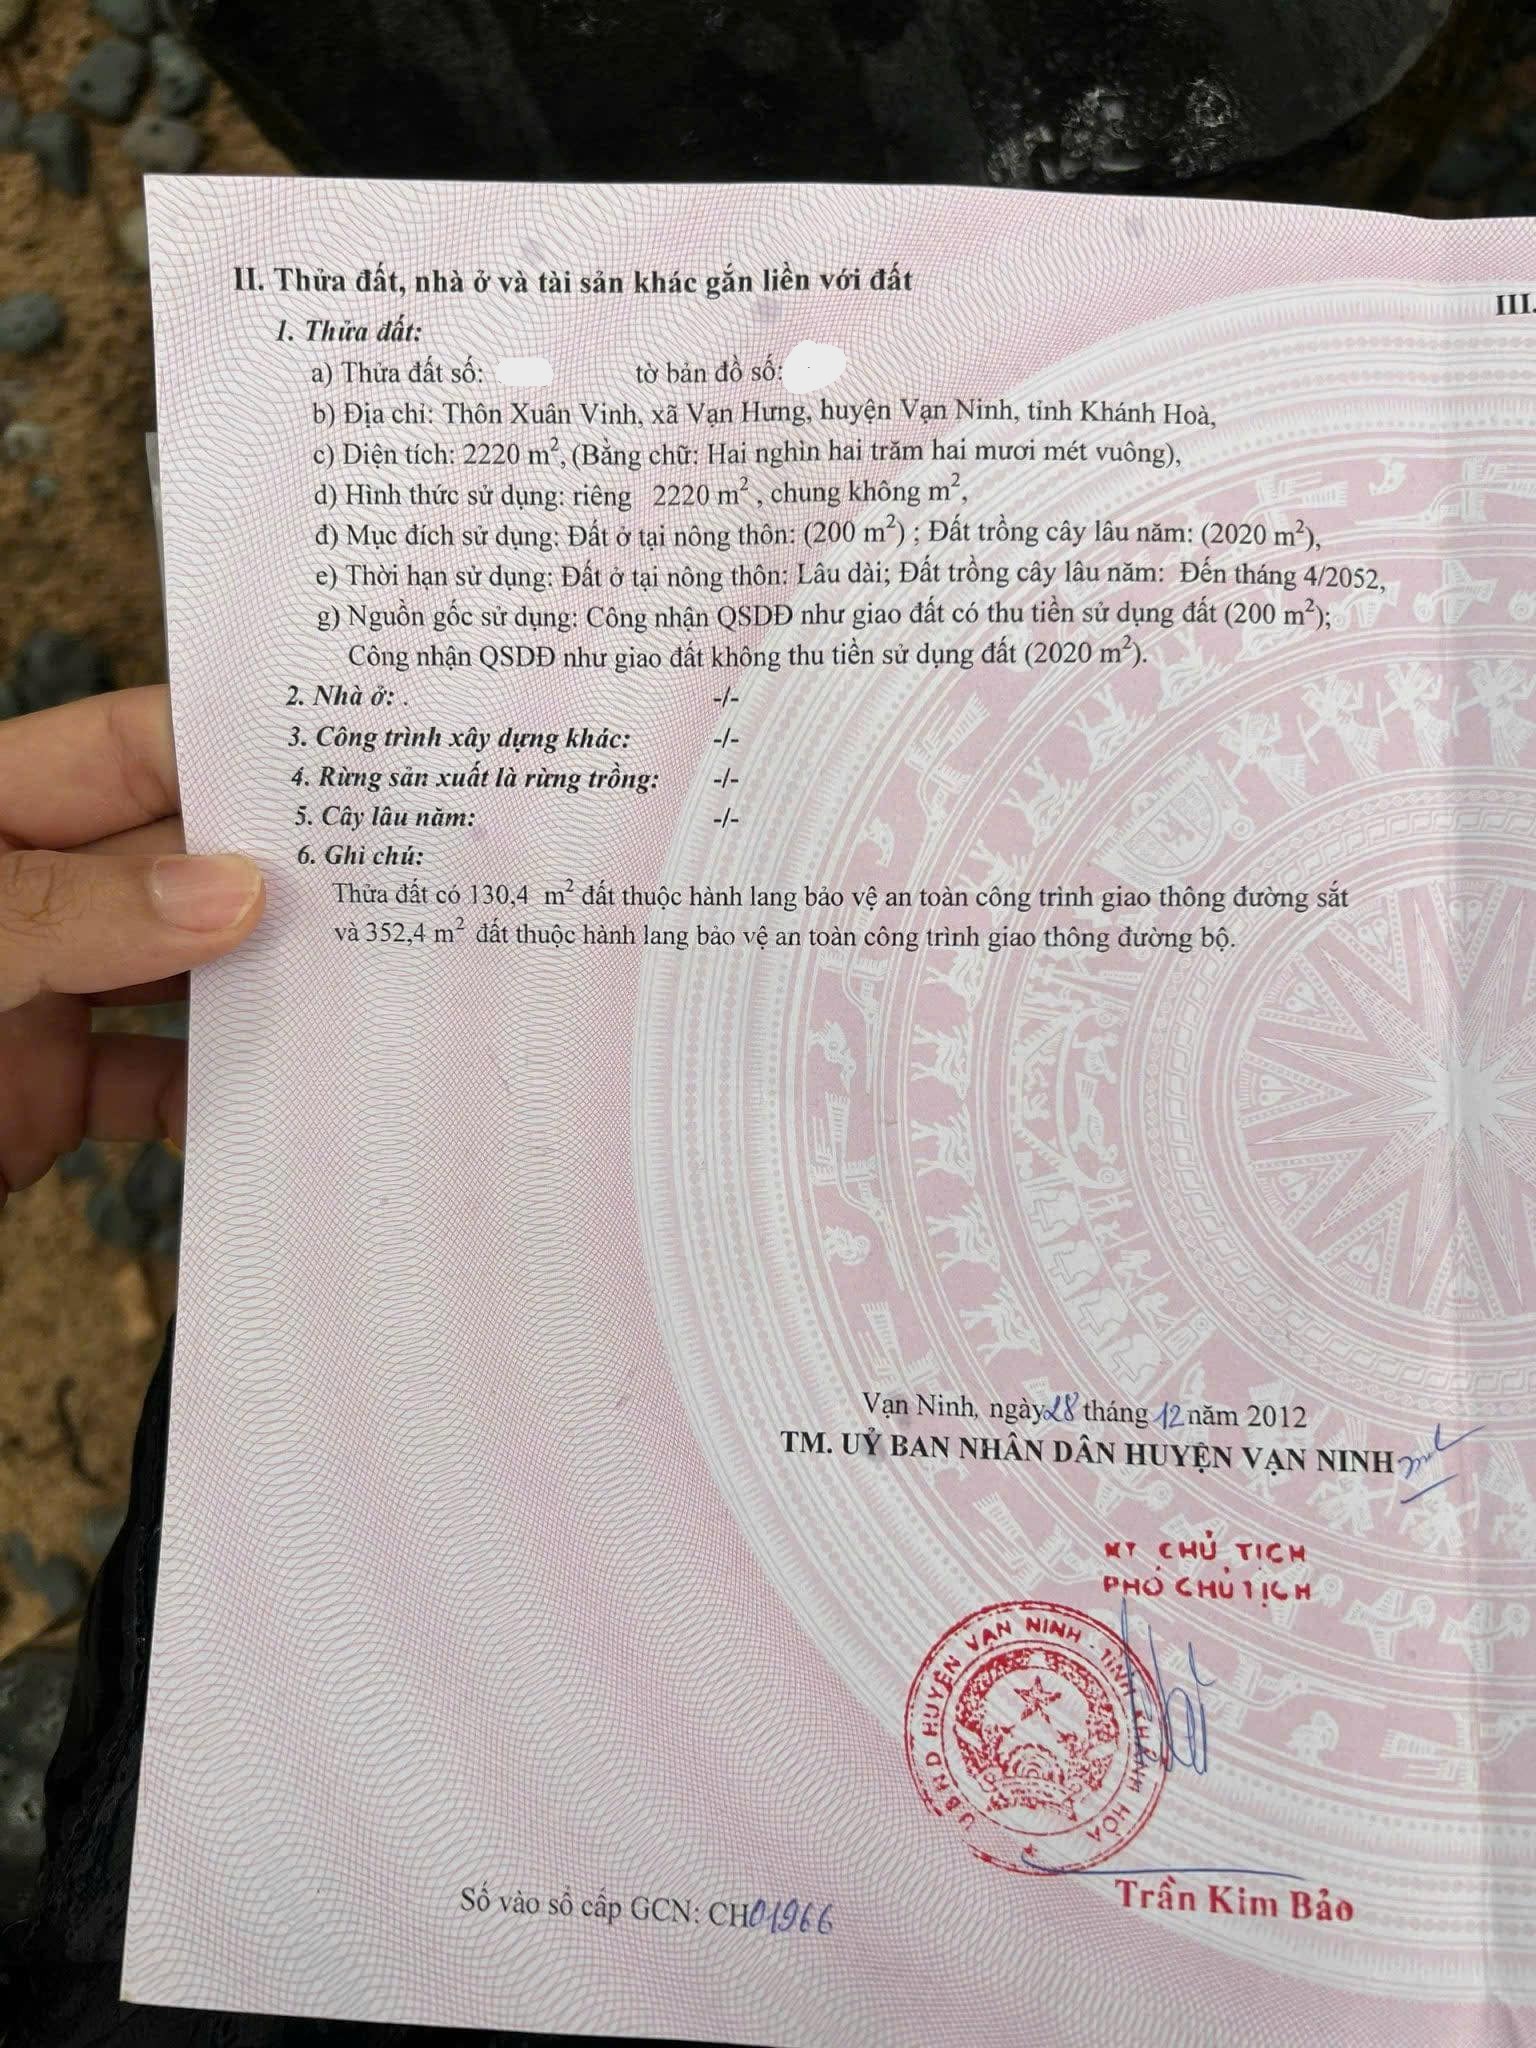 II. Thửa đất, nhà ở và tài sản khác gắn liền với đất
III.
1. Thửa đất:
a) Thửa đất số: tờ bản đồ số:
b) Địa chỉ: Thôn Xuân Vinh, xã Vạn Hưng, huyện Vạn Ninh, tỉnh Khánh Hoà,
c) Diện tích: 2220 m², (Bằng chữ: Hai nghìn hai trăm hai mươi mét vuông),
d) Hình thức sử dụng: riêng 2220 m² , chung không m²,
đ) Mục đích sử dụng: Đất ở tại nông thôn: (200 m²) ; Đất trồng cây lâu năm: (2020 m²),
e) Thời hạn sử dụng: Đất ở tại nông thôn: Lâu dài; Đất trồng cây lâu năm: Đến tháng 4/2052,
g) Nguồn gốc sử dụng: Công nhận QSDĐ như giao đất có thu tiền sử dụng đất (200 m²);
Công nhận QSDĐ như giao đất không thu tiền sử dụng đất (2020 m²).
2. Nhà ở: . -/-
3. Công trình xây dựng khác: -/-
4. Rừng sản xuất là rừng trồng: -/-
5. Cây lâu năm: -/-
6. Ghi chú:
Thửa đất có 130,4 m² đất thuộc hành lang bảo vệ an toàn công trình giao thông đường sắt
và 352,4 m² đất thuộc hành lang bảo vệ an toàn công trình giao thông đường bộ.
Vạn Ninh, ngày 28 tháng 12 năm 2012
TM. UỶ BAN NHÂN DÂN HUYỆN VẠN NINH
KT CHỦ TỊCH
PHÓ CHỦ TỊCH
U.B.N.D HUYỆN VẠN NINH - TỈNH KHÁNH HÒA
Trần Kim Bảo
Số vào sổ cấp GCN: CH01966